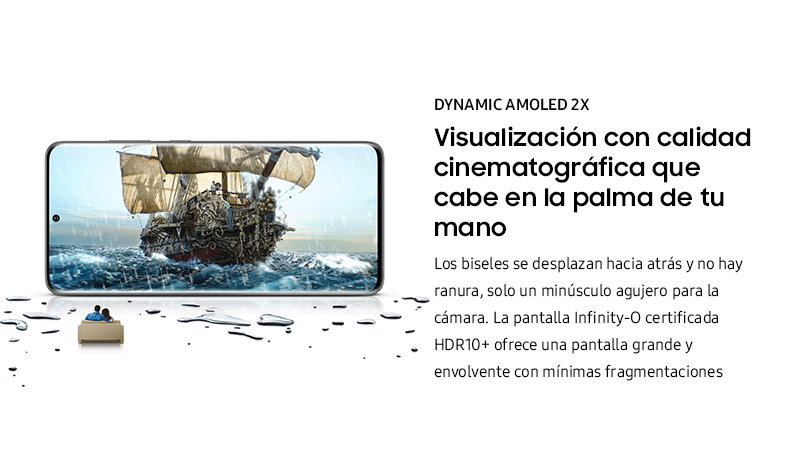 DYNAMIC AMOLED 2X
Visualización con calidad
cinematográfica que
cabe en la palma de tu
mano
Los biseles se desplazan hacia atrás y no hay
ranura, solo un minúsculo agujero para la
cámara. La pantalla Infinity-O certificada
HDR10+ ofrece una pantalla grande y
envolvente con mínimas fragmentaciones